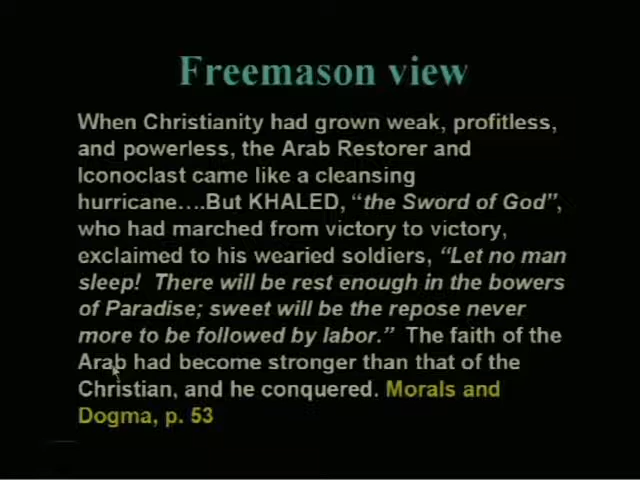 Freemason view
When Christianity had grown weak, profitless,
and powerless, the Arab Restorer and
Iconoclast came like a cleansing
hurricane....But KHALED, “the Sword of God”,
who had marched from victory to victory,
exclaimed to his wearied soldiers, “Let no man
sleep!  There will be rest enough in the bowers
of Paradise; sweet will be the repose never
more to be followed by labor.”  The faith of the
Arab had become stronger than that of the
Christian, and he conquered. Morals and
Dogma, p. 53